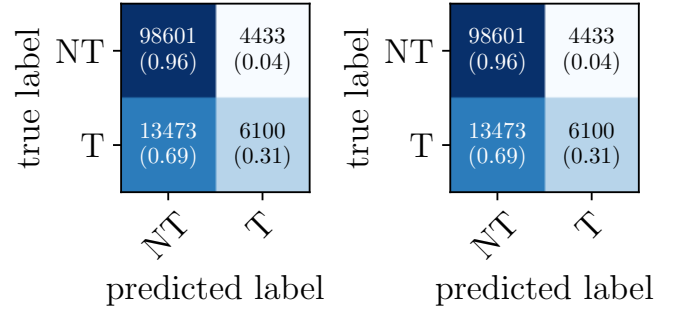 true label
NT
98601
(0.96)
4433
(0.04)
T
13473
(0.69)
6100
(0.31)
NT
T
predicted label
true label
NT
98601
(0.96)
4433
(0.04)
T
13473
(0.69)
6100
(0.31)
NT
T
predicted label